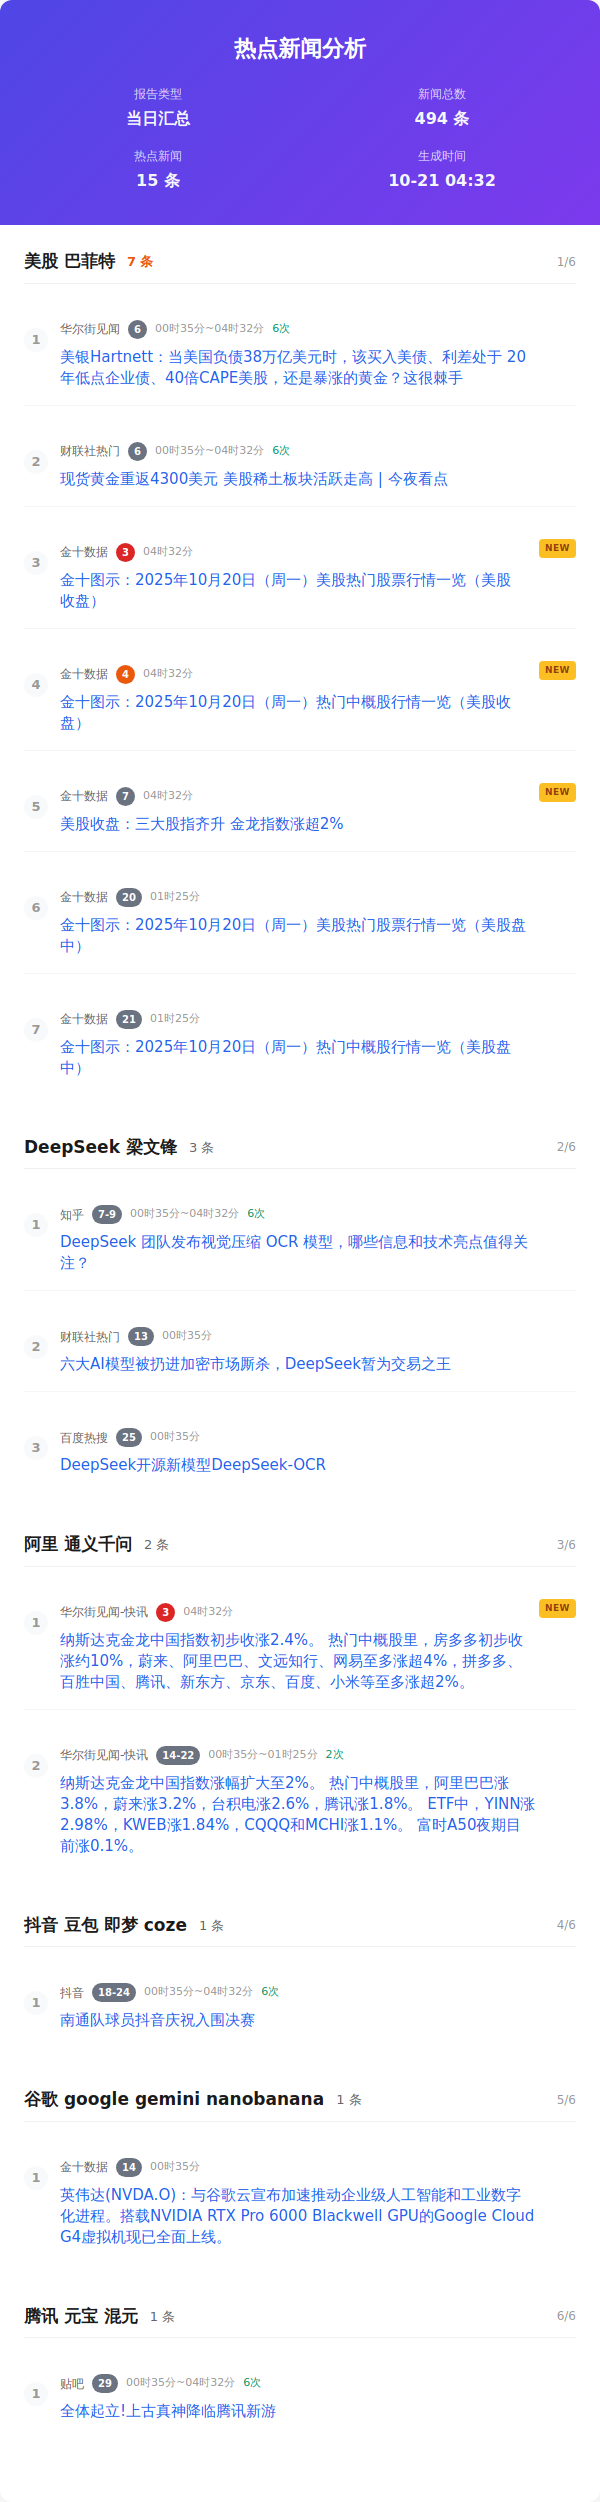 热点新闻分析
报告类型
当日汇总
新闻总数
494 条
热点新闻
15 条
生成时间
10-21 04:32
美股 巴菲特 7 条 1/6
1 华尔街见闻 6 00时35分~04时32分 6次
美银Hartnett：当美国负债38万亿美元时，该买入美债、利差处于 20
年低点企业债、40倍CAPE美股，还是暴涨的黄金？这很棘手
2 财联社热门 6 00时35分~04时32分 6次
现货黄金重返4300美元 美股稀土板块活跃走高 | 今夜看点
3 金十数据 3 04时32分 NEW
金十图示：2025年10月20日（周一）美股热门股票行情一览（美股
收盘）
4 金十数据 4 04时32分 NEW
金十图示：2025年10月20日（周一）热门中概股行情一览（美股收
盘）
5 金十数据 7 04时32分 NEW
美股收盘：三大股指齐升 金龙指数涨超2%
6 金十数据 20 01时25分
金十图示：2025年10月20日（周一）美股热门股票行情一览（美股盘
中）
7 金十数据 21 01时25分
金十图示：2025年10月20日（周一）热门中概股行情一览（美股盘
中）
DeepSeek 梁文锋 3 条 2/6
1 知乎 7-9 00时35分~04时32分 6次
DeepSeek 团队发布视觉压缩 OCR 模型，哪些信息和技术亮点值得关
注？
2 财联社热门 13 00时35分
六大AI模型被扔进加密市场厮杀，DeepSeek暂为交易之王
3 百度热搜 25 00时35分
DeepSeek开源新模型DeepSeek-OCR
阿里 通义千问 2 条 3/6
1 华尔街见闻-快讯 3 04时32分 NEW
纳斯达克金龙中国指数初步收涨2.4%。 热门中概股里，房多多初步收
涨约10%，蔚来、阿里巴巴、文远知行、网易至多涨超4%，拼多多、
百胜中国、腾讯、新东方、京东、百度、小米等至多涨超2%。
2 华尔街见闻-快讯 14-22 00时35分~01时25分 2次
纳斯达克金龙中国指数涨幅扩大至2%。 热门中概股里，阿里巴巴涨
3.8%，蔚来涨3.2%，台积电涨2.6%，腾讯涨1.8%。 ETF中，YINN涨
2.98%，KWEB涨1.84%，CQQQ和MCHI涨1.1%。 富时A50夜期目
前涨0.1%。
抖音 豆包 即梦 coze 1 条 4/6
1 抖音 18-24 00时35分~04时32分 6次
南通队球员抖音庆祝入围决赛
谷歌 google gemini nanobanana 1 条 5/6
1 金十数据 14 00时35分
英伟达(NVDA.O)：与谷歌云宣布加速推动企业级人工智能和工业数字
化进程。搭载NVIDIA RTX Pro 6000 Blackwell GPU的Google Cloud
G4虚拟机现已全面上线。
腾讯 元宝 混元 1 条 6/6
1 贴吧 29 00时35分~04时32分 6次
全体起立!上古真神降临腾讯新游